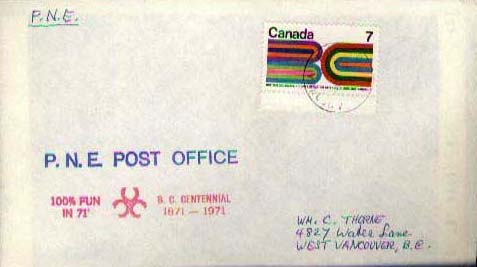 P.N.E.
Canada 7
P.N.E. POST OFFICE
100% FUN
IN 71'
B. C. CENTENNIAL
1871 — 1971
WM. C. THORNE
4827 Water Lane
WEST VANCOUVER, B.C.